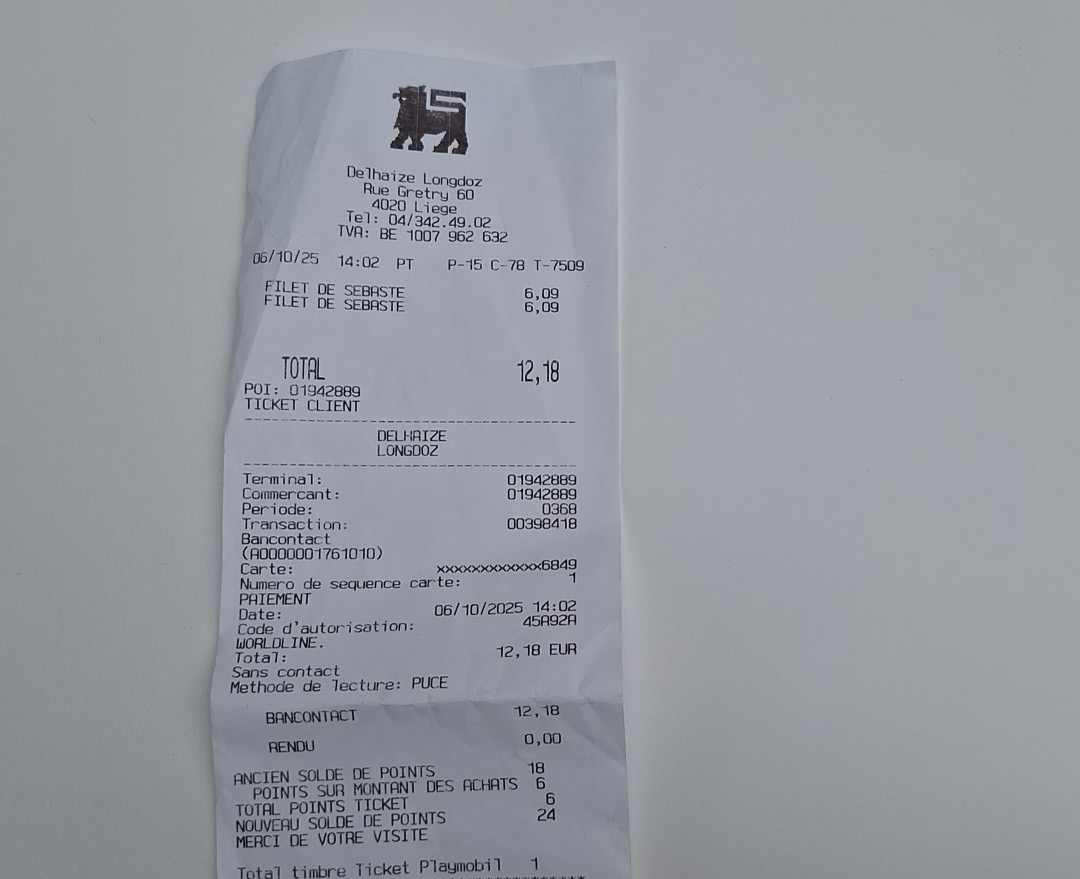 Delhaize Longdoz
Rue Gretry 60
4020 Liege
Tel: 04/342.49.02
TVA: BE 1007 962 632
06/10/25 14:02 PT P-15 C-78 T-7509
FILET DE SEBASTE 6,09
FILET DE SEBASTE 6,09
TOTAL 12,18
POI: 01942889
TICKET CLIENT
--------------------------------
DELHAIZE
LONGDOZ
--------------------------------
Terminal: 01942889
Commercant: 01942889
Periode: 0368
Transaction: 00398418
Bancontact
(A0000001761010)
Carte: xxxxxxxxxxxxx6849
Numero de sequence carte: 1
PAIEMENT
Date: 06/10/2025 14:02
Code d'autorisation: 45A92A
WORLDLINE.
Total: 12,18 EUR
Sans contact
Methode de lecture: PUCE
BANCONTACT 12,18
RENDU 0,00
ANCIEN SOLDE DE POINTS 18
POINTS SUR MONTANT DES ACHATS 6
TOTAL POINTS TICKET 6
NOUVEAU SOLDE DE POINTS 24
MERCI DE VOTRE VISITE
Total timbre Ticket Playmobil 1